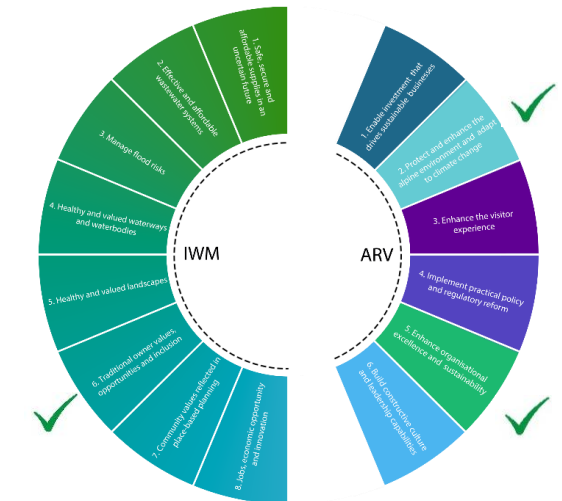 1. Safe, secure and
affordable supplies in an
uncertain future
2. Effective and affordable
wastewater systems
3. Manage flood risks
4. Healthy and valued waterways
and waterbodies
5. Healthy and valued landscapes
6. Traditional owner values,
opportunities and inclusion
7. Community values reflected in
place-based planning
8. Jobs, economic opportunity
and innovation
IWM
ARV
1. Enable investment that
drives sustainable businesses
2. Protect and enhance the
alpine environment and adapt
to climate change
3. Enhance the visitor
experience
4. Implement practical policy
and regulatory reform
5. Enhance organisational
excellence and sustainability
6. Build constructive culture
and leadership capabilities